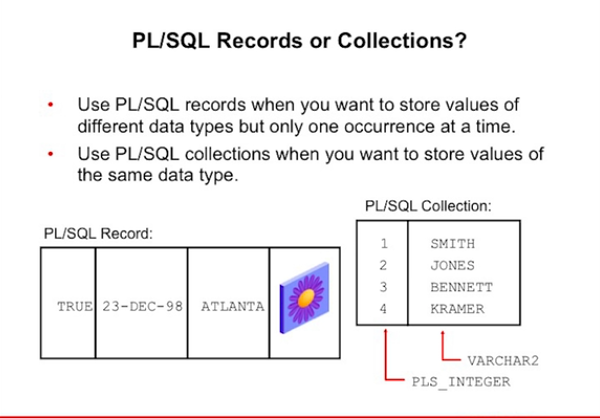 PL/SQL Records or Collections?
• Use PL/SQL records when you want to store values of
different data types but only one occurrence at a time.
• Use PL/SQL collections when you want to store values of
the same data type.
PL/SQL Record:
TRUE 23-DEC-98 ATLANTA
PL/SQL Collection:
1 SMITH
2 JONES
3 BENNETT
4 KRAMER
VARCHAR2
PLS_INTEGER